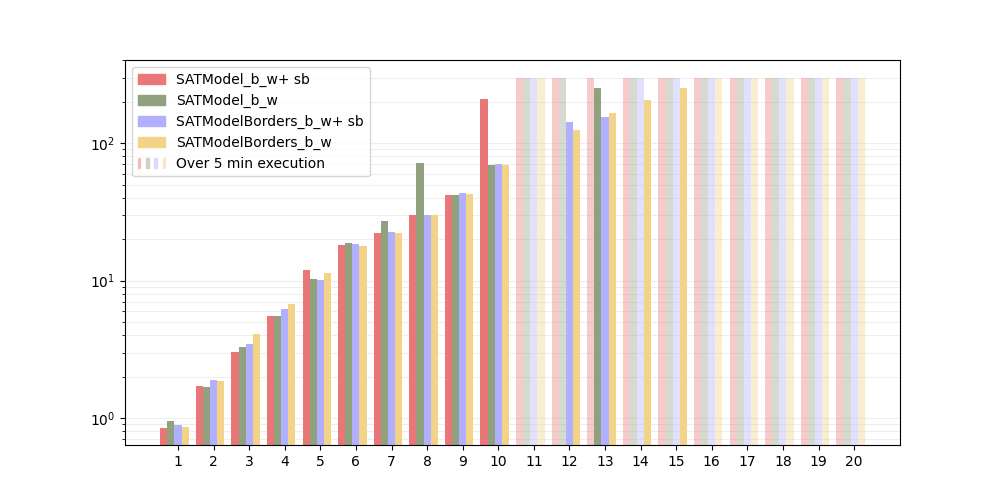 SATModel_b_w+ sb
SATModel_b_w
SATModelBorders_b_w+ sb
SATModelBorders_b_w
Over 5 min execution
10²
10¹
10⁰
1 2 3 4 5 6 7 8 9 10 11 12 13 14 15 16 17 18 19 20